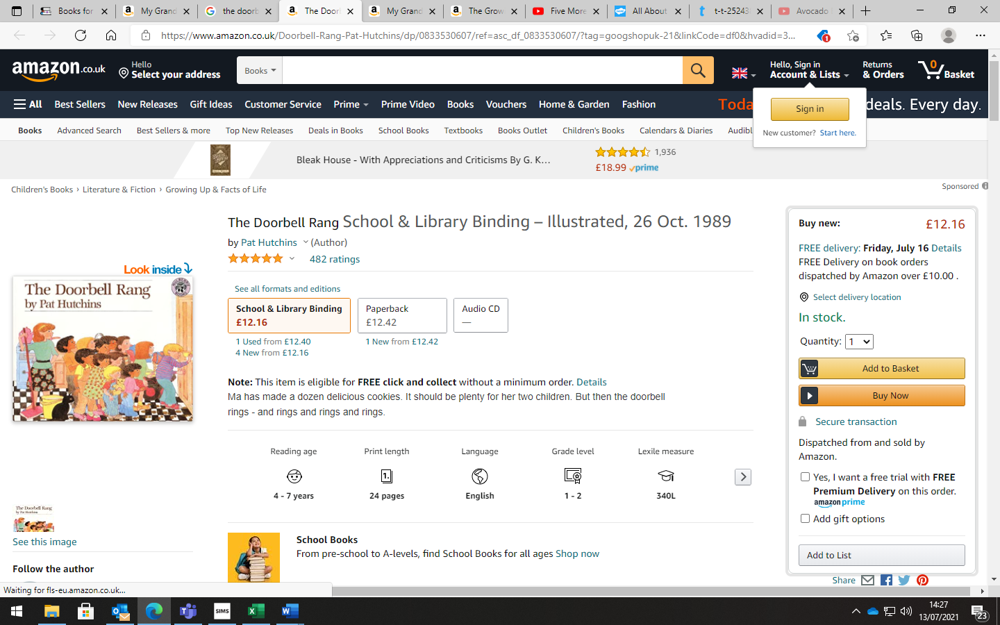 Books for
My Grand
the doorb
The Doorl
My Grand
The Grow
Five More
All About
t-t-25243
Avocado
https://www.amazon.co.uk/Doorbell-Rang-Pat-Hutchins/dp/0833530607/ref=asc_df_0833530607/?tag=googshopuk-21&linkCode=df0&hvadid=3...
1
amazon.co.uk
Hello
Select your address
Books
Hello, Sign in
Account & Lists
Returns
& Orders
0
Basket
All
Best Sellers
New Releases
Gift Ideas
Customer Service
Prime
Prime Video
Books
Vouchers
Home & Garden
Fashion
Toda
deals. Every day.
Sign in
New customer? Start here.
Books
Advanced Search
Best Sellers & more
Top New Releases
Deals in Books
School Books
Textbooks
Books Outlet
Children's Books
Calendars & Diaries
Audibl
Bleak House - With Appreciations and Criticisms By G. K...
1,936
£18.99 prime
Sponsored
Children's Books › Literature & Fiction › Growing Up & Facts of Life
The Doorbell Rang School & Library Binding – Illustrated, 26 Oct. 1989
by Pat Hutchins (Author)
482 ratings
Look inside
The Doorbell Rang
by Pat Hutchins
See all formats and editions
School & Library Binding
£12.16
Paperback
£12.42
Audio CD
—
1 Used from £12.40
4 New from £12.16
1 New from £12.42
Note: This item is eligible for FREE click and collect without a minimum order. Details
Ma has made a dozen delicious cookies. It should be plenty for her two children. But then the doorbell
rings - and rings and rings and rings.
Reading age
4 - 7 years
Print length
1.
24 pages
Language
English
Grade level
1 - 2
Lexile measure
340L
The Doorbell Rang
by Pat Hutchins
See this image
Follow the author
School Books
From pre-school to A-levels, find School Books for all ages Shop now
Buy new:
£12.16
FREE delivery: Friday, July 16 Details
FREE Delivery on book orders
dispatched by Amazon over £10.00 .
Select delivery location
In stock.
Quantity: 1
Add to Basket
Buy Now
Secure transaction
Dispatched from and sold by
Amazon.
Yes, I want a free trial with FREE
Premium Delivery on this order.
amazon prime
Add gift options
Add to List
Share
Waiting for fls-eu.amazon.co.uk...
SIMS
14:27
13/07/2021
23